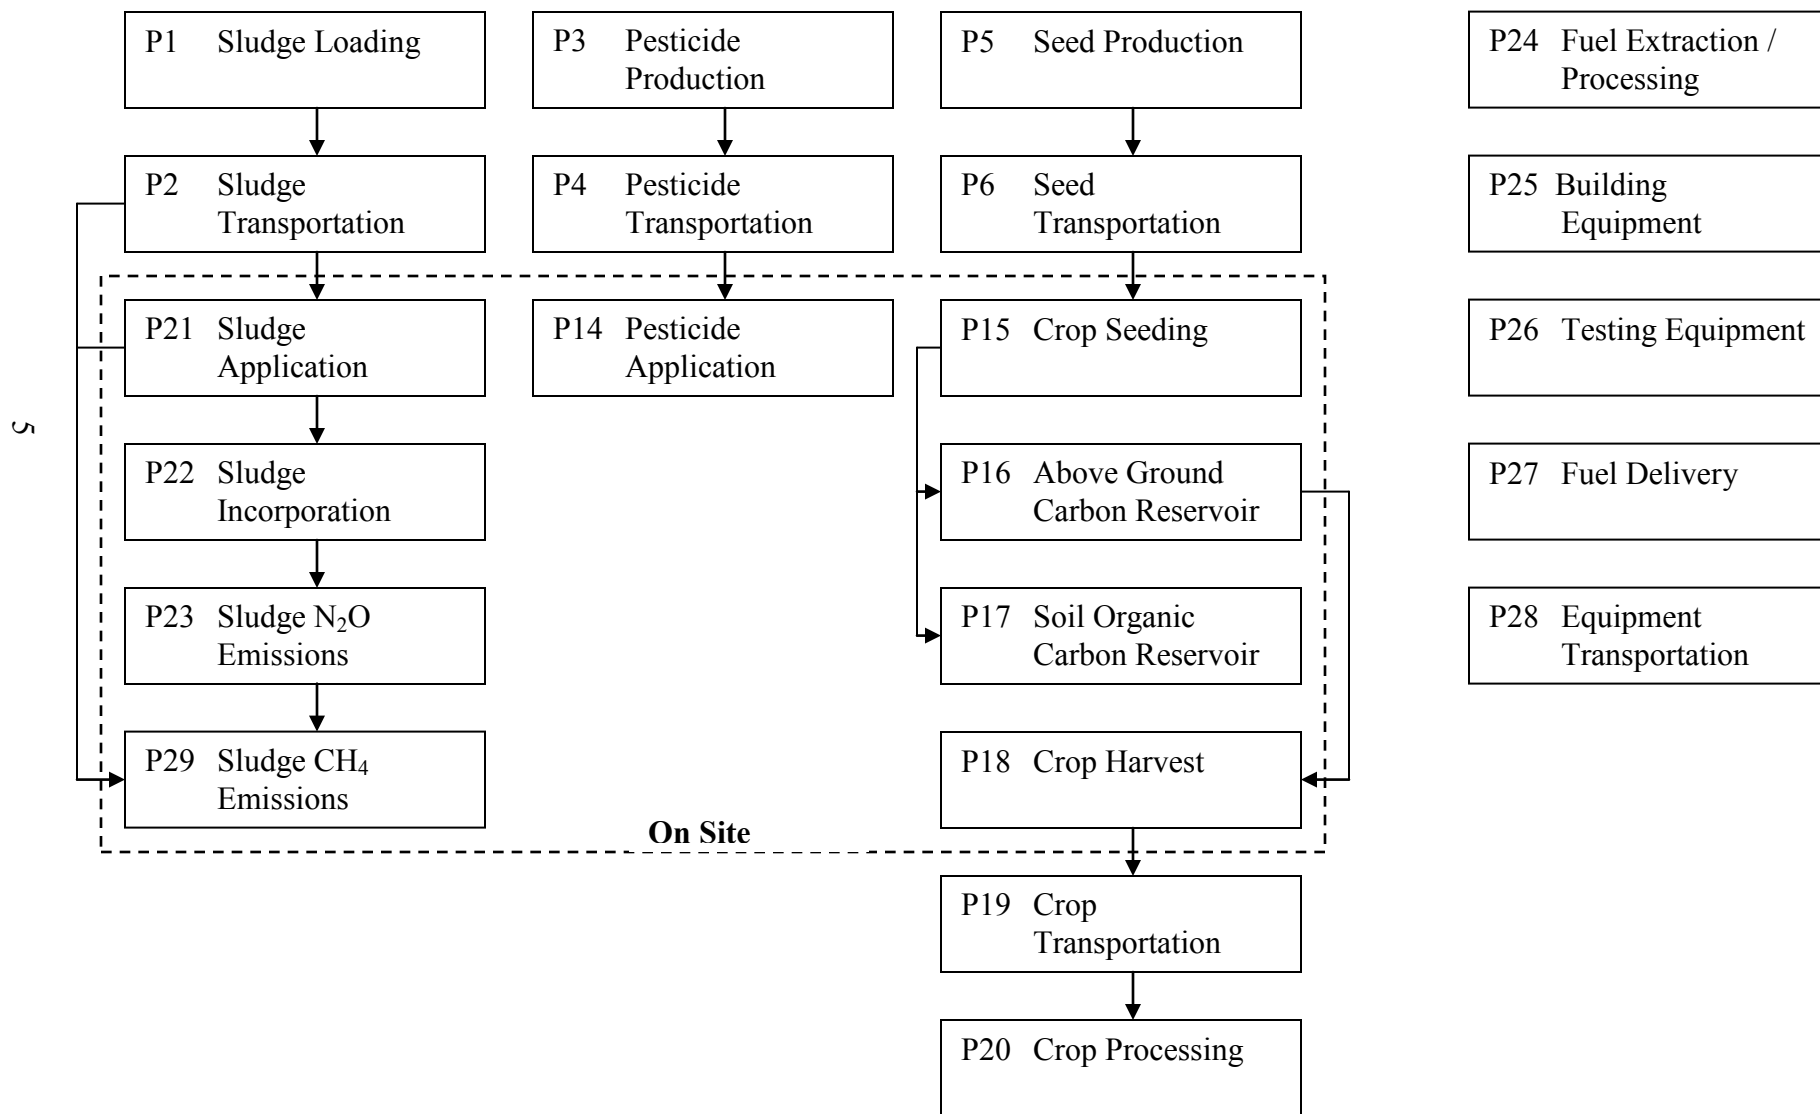 P1 Sludge Loading
P3 Pesticide
Production
P5 Seed Production
P24 Fuel Extraction /
Processing
P2 Sludge
Transportation
P4 Pesticide
Transportation
P6 Seed
Transportation
P25 Building
Equipment
P21 Sludge
Application
P14 Pesticide
Application
P15 Crop Seeding
P26 Testing Equipment
5
P22 Sludge
Incorporation
P16 Above Ground
Carbon Reservoir
P27 Fuel Delivery
P23 Sludge N₂O
Emissions
P17 Soil Organic
Carbon Reservoir
P28 Equipment
Transportation
P29 Sludge CH₄
Emissions
P18 Crop Harvest
On Site
P19 Crop
Transportation
P20 Crop Processing